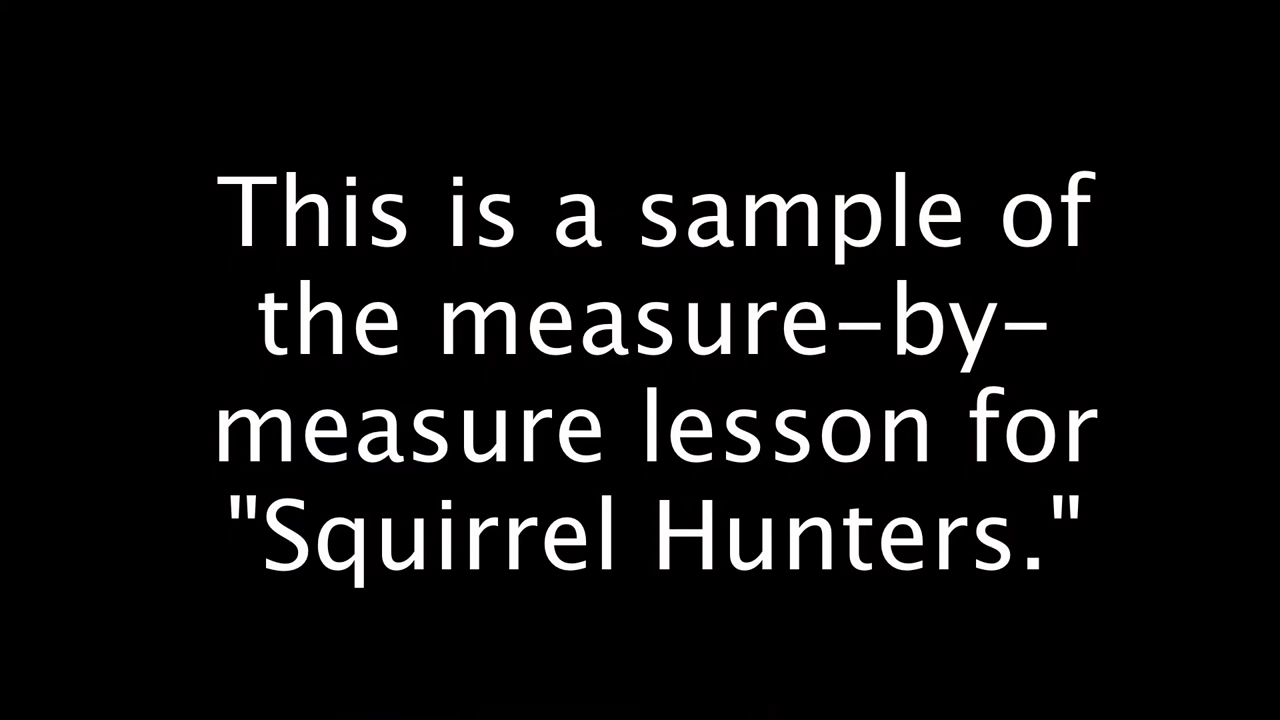 This is a sample of
the measure-by-
measure lesson for
"Squirrel Hunters."